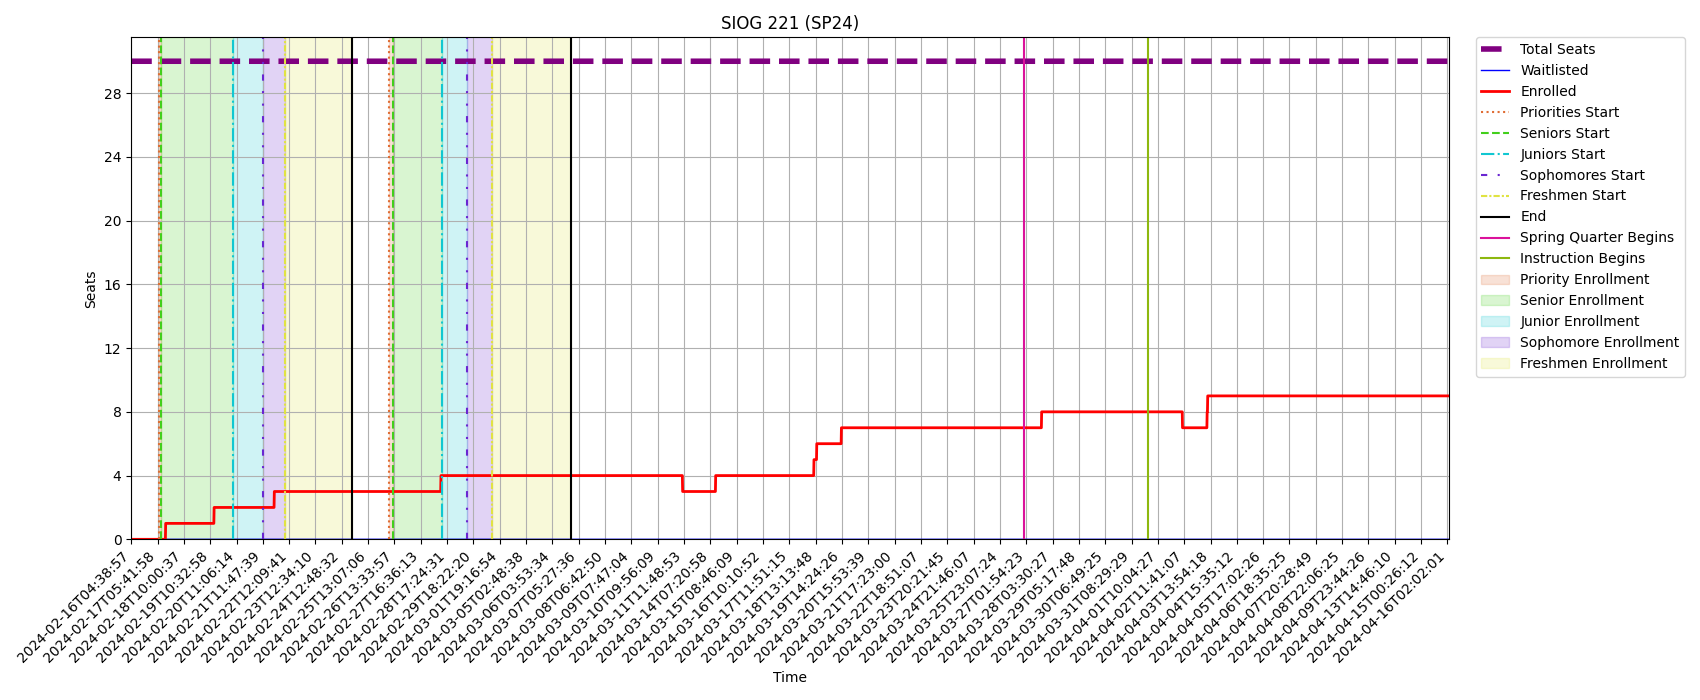 SIOG 221 (SP24)
Total Seats
Waitlisted
Enrolled
Priorities Start
Seniors Start
Juniors Start
Sophomores Start
Freshmen Start
End
Spring Quarter Begins
Instruction Begins
Priority Enrollment
Senior Enrollment
Junior Enrollment
Sophomore Enrollment
Freshmen Enrollment
Seats
28
24
20
16
12
8
4
0
2024-02-16T04:38:57
2024-02-17T05:41:58
2024-02-18T10:00:37
2024-02-19T10:32:58
2024-02-20T11:06:14
2024-02-21T11:47:39
2024-02-22T12:09:41
2024-02-23T12:34:10
2024-02-24T12:48:32
2024-02-25T13:07:06
2024-02-26T13:33:57
2024-02-27T16:36:13
2024-02-28T17:24:31
2024-02-29T18:22:20
2024-03-01T19:16:54
2024-03-05T02:48:38
2024-03-06T03:53:34
2024-03-07T05:27:36
2024-03-08T06:42:50
2024-03-09T07:47:04
2024-03-10T09:56:09
2024-03-11T11:48:53
2024-03-14T07:20:58
2024-03-15T08:46:09
2024-03-16T10:10:52
2024-03-17T11:51:15
2024-03-18T13:13:48
2024-03-19T14:24:26
2024-03-20T15:53:39
2024-03-21T17:23:00
2024-03-22T18:51:07
2024-03-23T20:21:45
2024-03-24T21:46:07
2024-03-25T23:07:24
2024-03-27T01:54:23
2024-03-28T03:30:27
2024-03-29T05:17:48
2024-03-30T06:49:25
2024-03-31T08:29:29
2024-04-01T10:04:27
2024-04-02T11:41:07
2024-04-03T13:54:18
2024-04-04T15:35:12
2024-04-05T17:02:26
2024-04-06T18:35:25
2024-04-07T20:28:49
2024-04-08T22:06:25
2024-04-09T23:44:26
2024-04-13T14:46:10
2024-04-15T00:26:12
2024-04-16T02:02:01
Time